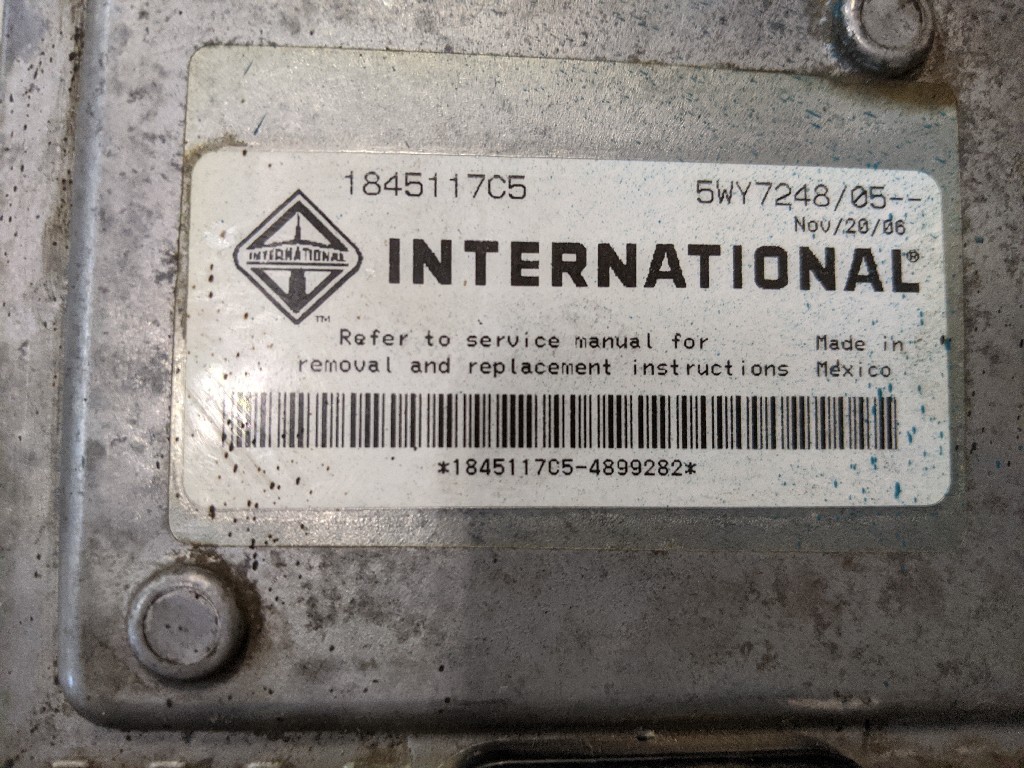 1845117C5 5WY7248/05--
Nov/20/06
INTERNATIONAL
INTERNATIONAL®
TM
Refer to service manual for Made in
removal and replacement instructions Mexico
*1845117C5-4899282*